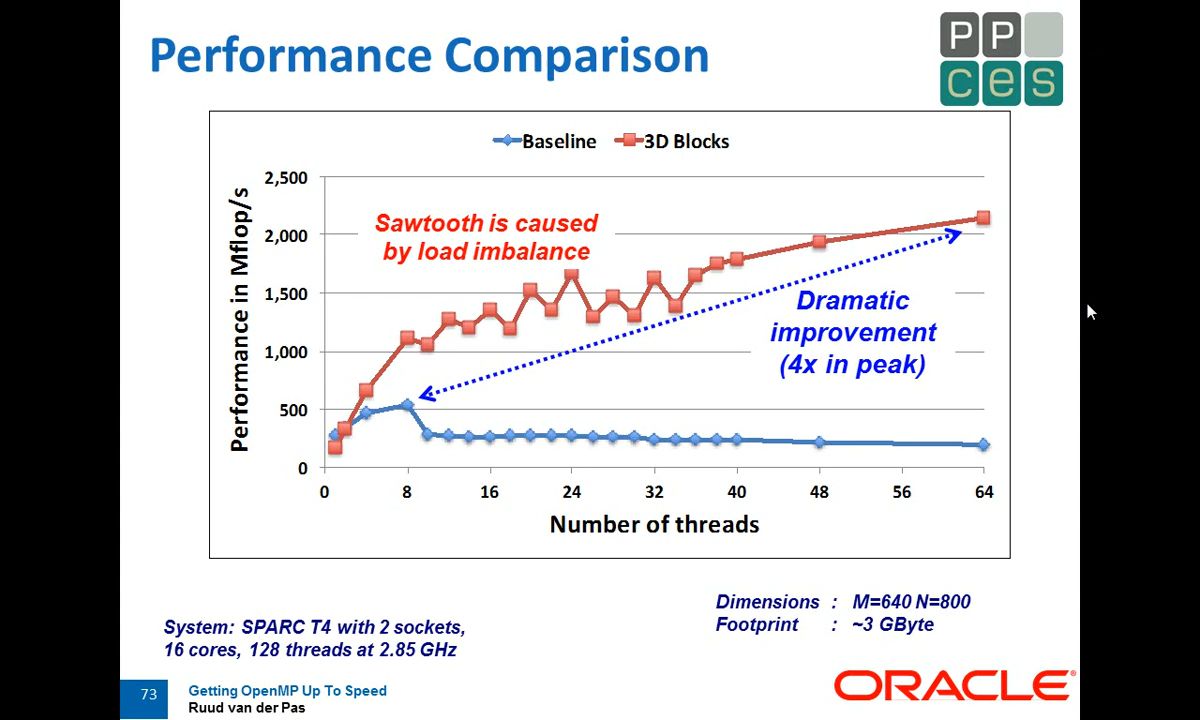 Performance Comparison
PP
ces
Baseline
3D Blocks
Performance in Mflop/s
2,500
2,000
1,500
1,000
500
0
Sawtooth is caused
by load imbalance
Dramatic
improvement
(4x in peak)
0 8 16 24 32 40 48 56 64
Number of threads
Dimensions : M=640 N=800
Footprint : ~3 GByte
System: SPARC T4 with 2 sockets,
16 cores, 128 threads at 2.85 GHz
73
Getting OpenMP Up To Speed
Ruud van der Pas
ORACLE®